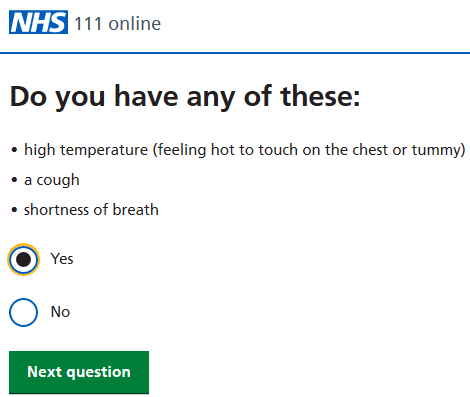 NHS 111 online
Do you have any of these:
• high temperature (feeling hot to touch on the chest or tummy)
• a cough
• shortness of breath
Yes
No
Next question